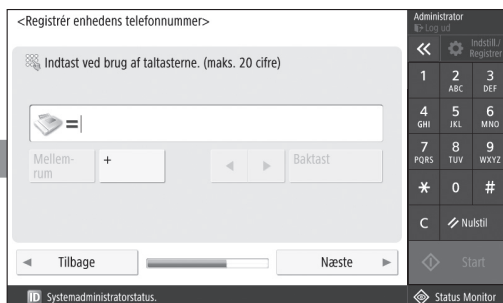 <Registrér enhedens telefonnummer>
Indtast ved brug af taltasterne. (maks. 20 cifre)
=
Mellem-
rum
+
Baktast
Tilbage
Næste
ID Systemadministratorstatus.
Administrator
Log ud
Indstill./
Registrer
1
2
3
ABC
DEF
4
5
6
GHI
JKL
MNO
7
8
9
PQRS
TUV
WXYZ
*
0
#
C
Nulstil
Start
Status Monitor